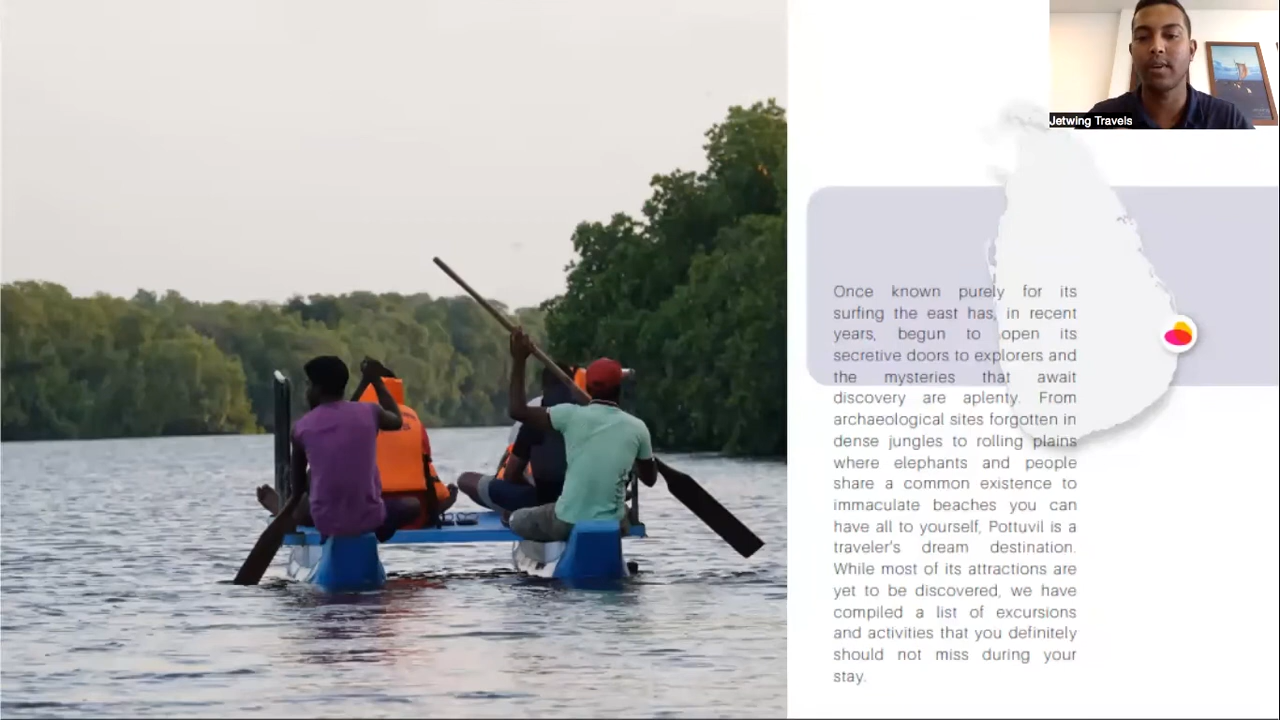 Jetwing Travels
Once known purely for its
surfing the east has, in recent
years, begun to open its
secretive doors to explorers and
the mysteries that await
discovery are aplenty. From
archaeological sites forgotten in
dense jungles to rolling plains
where elephants and people
share a common existence to
immaculate beaches you can
have all to yourself, Pottuvil is a
traveler's dream destination.
While most of its attractions are
yet to be discovered, we have
compiled a list of excursions
and activities that you definitely
should not miss during your
stay.